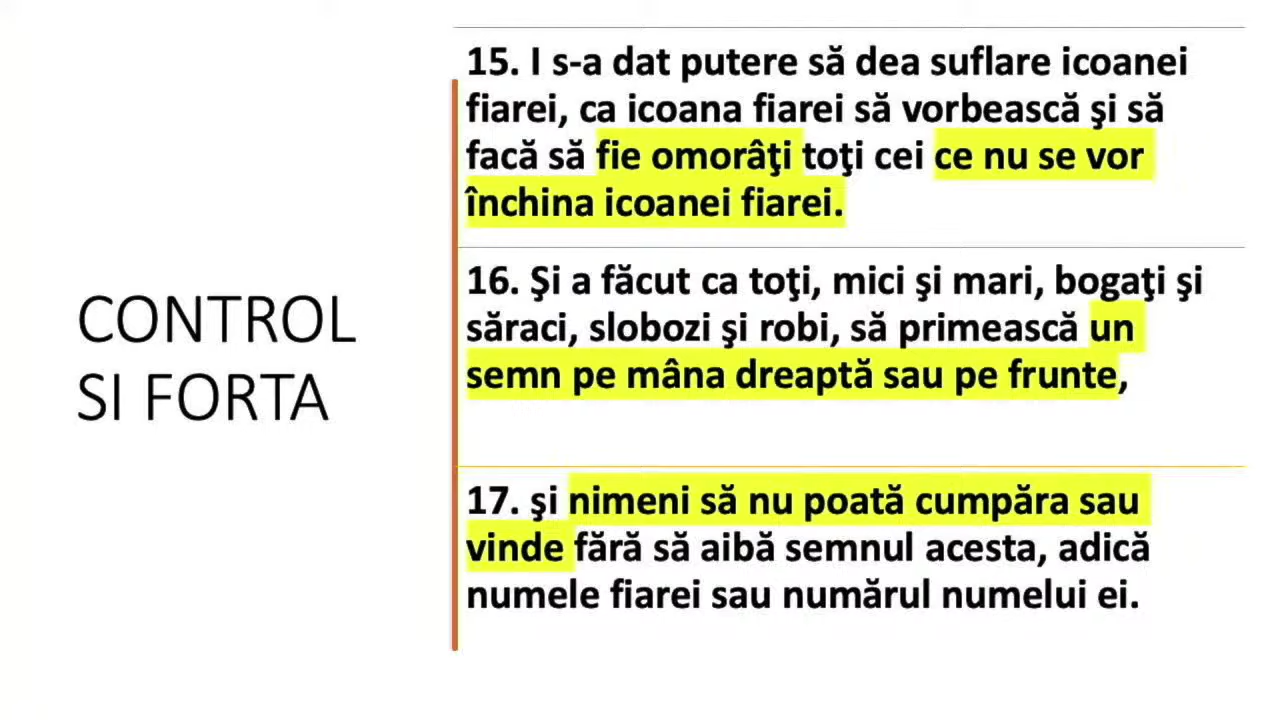 CONTROL
SI FORTA
15. I s-a dat putere să dea suflare icoanei
fiarei, ca icoana fiarei să vorbească şi să
facă să fie omorâţi toţi cei ce nu se vor
închina icoanei fiarei.
16. Şi a făcut ca toţi, mici şi mari, bogaţi şi
săraci, slobozi şi robi, să primească un
semn pe mâna dreaptă sau pe frunte,
17. şi nimeni să nu poată cumpăra sau
vinde fără să aibă semnul acesta, adică
numele fiarei sau numărul numelui ei.